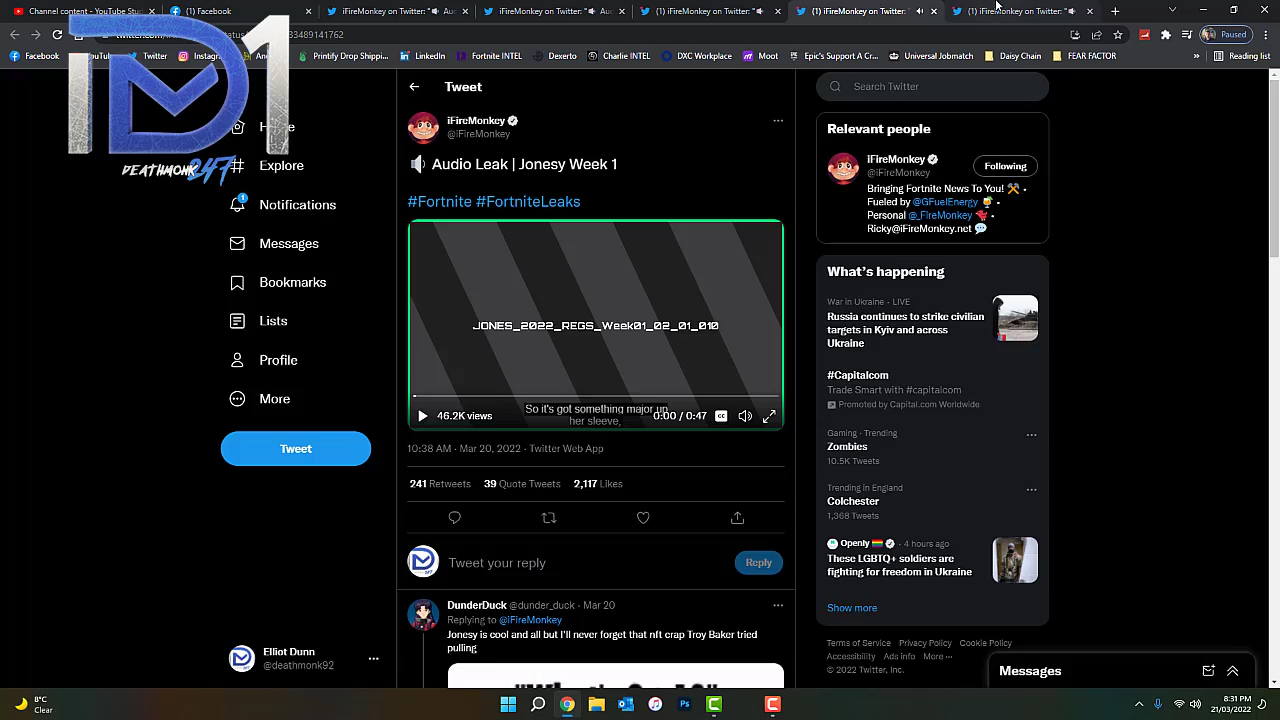 Channel content - YouTube
Facebook
iFireMonkey on Twitter: "🔊 Au
iFireMonkey on Twitter: "🔊
(1) iFireMonkey on Twitter: "🔊
(1) iFireMonkey on Twitter:
(1) iFireMonkey on Twitter: "
Paused
Facebook
Twitter
Printify Drop Shippi...
LinkedIn
Fortnite INTEL
Dexerto
Charlie INTEL
DXC Workplace
Moot
Epic's Support A Cr...
Universal Jobmatch
Daisy Chain
FEAR FACTOR
Reading list
D1
DEATHMONK247
Explore
Notifications
1
Messages
Bookmarks
Lists
Profile
More
Tweet
Elliot Dunn
@deathmonk92
Tweet
iFireMonkey
@iFireMonkey
🔊 Audio Leak | Jonesy Week 1
#Fortnite #FortniteLeaks
JONES_2022_REGS_Week01_02_01_010
So it's got something major up
her sleeve,
46.2K views
0:00 / 0:47
10:38 AM · Mar 20, 2022 · Twitter Web App
241 Retweets 39 Quote Tweets 2,117 Likes
Tweet your reply
Reply
DunderDuck @dunder_duck · Mar 20
Replying to @iFireMonkey
Jonesy is cool and all but I'll never forget that nft crap Troy Baker tried
pulling
Search Twitter
Relevant people
iFireMonkey
@iFireMonkey
Following
Bringing Fortnite News To You! ⚒️ •
Fueled by @GFuelEnergy •
Personal @_FireMonkey •
Ricky@iFireMonkey.net 💬
What's happening
War in Ukraine · LIVE
Russia continues to strike civilian
targets in Kyiv and across
Ukraine
#Capitalcom
Trade Smart with #capitalcom
Promoted by Capital.com Worldwide
Gaming · Trending
Zombies
10.5K Tweets
Trending in England
Colchester
1,368 Tweets
Openly 🏳️‍🌈 · 4 hours ago
These LGBTQ+ soldiers are
fighting for freedom in Ukraine
Show more
Terms of Service Privacy Policy Cookie Policy
Accessibility Ads info More ···
© 2022 Twitter, Inc.
Messages
8°C
Clear
8:31 PM
21/03/2022